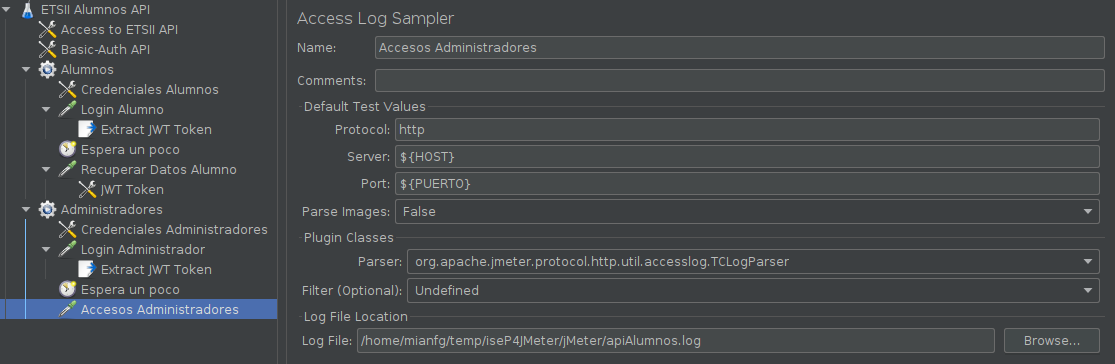 ETSII Alumnos API
Access to ETSII API
Basic-Auth API
Alumnos
Credenciales Alumnos
Login Alumno
Extract JWT Token
Espera un poco
Recuperar Datos Alumno
JWT Token
Administradores
Credenciales Administradores
Login Administrador
Extract JWT Token
Espera un poco
Accesos Administradores
Access Log Sampler
Name: Accesos Administradores
Comments:
Default Test Values
Protocol: http
Server: ${HOST}
Port: ${PUERTO}
Parse Images: False
Plugin Classes
Parser: org.apache.jmeter.protocol.http.util.accesslog.TCLogParser
Filter (Optional): Undefined
Log File Location
Log File: /home/mianfg/temp/iseP4JMeter/jMeter/apiAlumnos.log Browse...